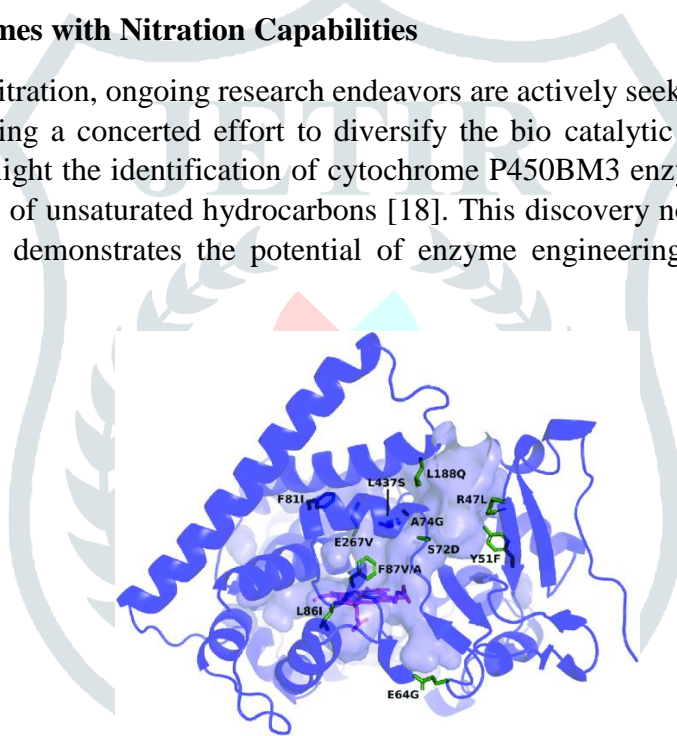 mes with Nitration Capabilities
itration, ongoing research endeavors are actively seek
ing a concerted effort to diversify the bio catalytic
light the identification of cytochrome P450BM3 enzy
of unsaturated hydrocarbons [18]. This discovery no
demonstrates the potential of enzyme engineering
JETIR
L188Q
L437S
F81I
R47L
A74G
E267V
S72D
Y51F
F87V/A
L86I
E64G